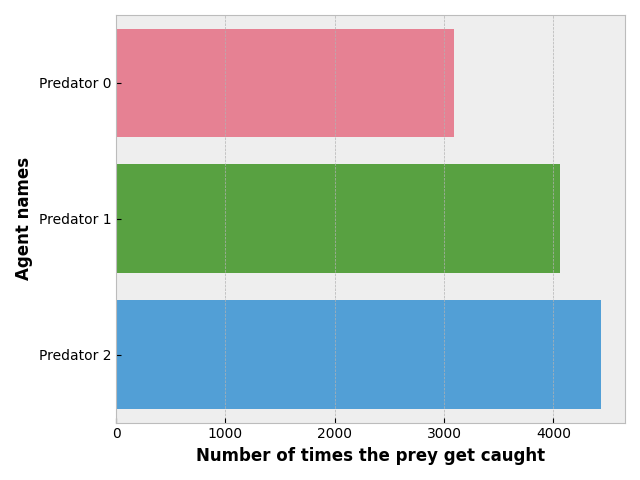 Predator 0
Predator 1
Predator 2
Agent names
0 1000 2000 3000 4000
Number of times the prey get caught